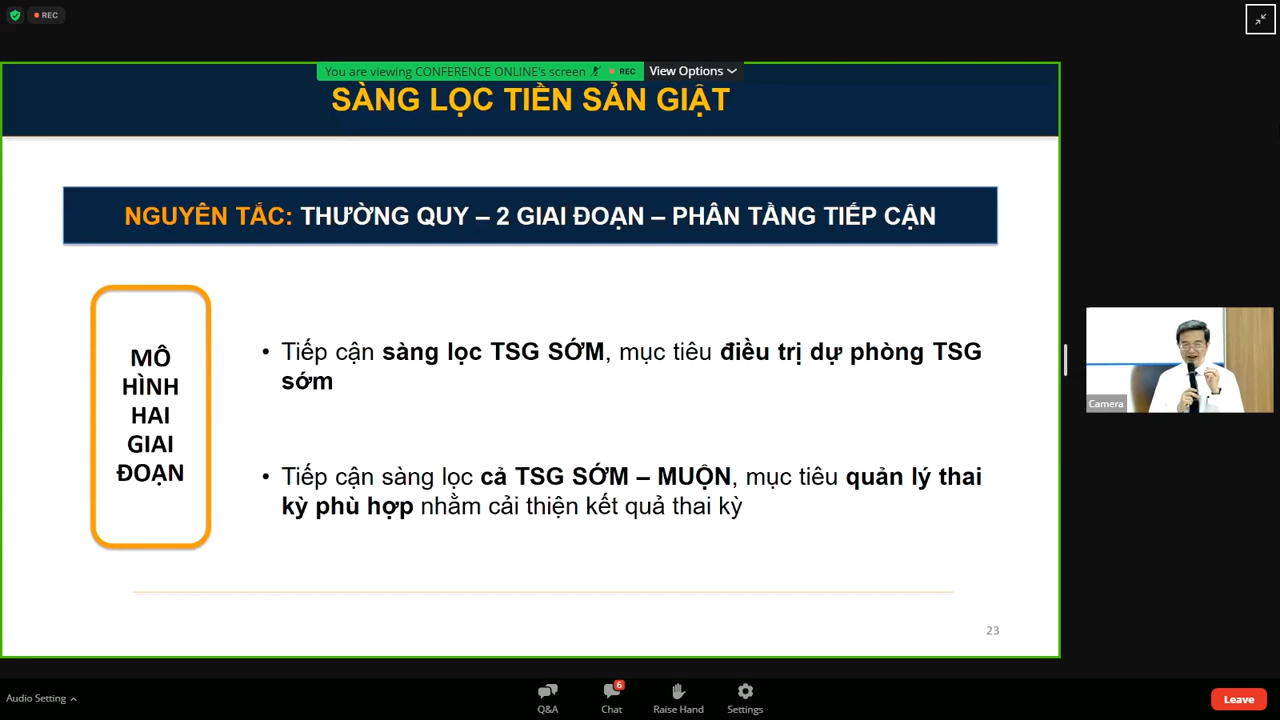 REC
You are viewing CONFERENCE ONLINE's screen REC View Options
SÀNG LỌC TIỀN SẢN GIẬT
NGUYÊN TẮC: THƯỜNG QUY – 2 GIAI ĐOẠN – PHÂN TẦNG TIẾP CẬN
MÔ
HÌNH
HAI
GIAI
ĐOẠN
• Tiếp cận sàng lọc TSG SỚM, mục tiêu điều trị dự phòng TSG
sớm
• Tiếp cận sàng lọc cả TSG SỚM – MUỘN, mục tiêu quản lý thai
kỳ phù hợp nhằm cải thiện kết quả thai kỳ
23
Camera
Audio Setting
Q&A
6
Chat
Raise Hand
Settings
Leave